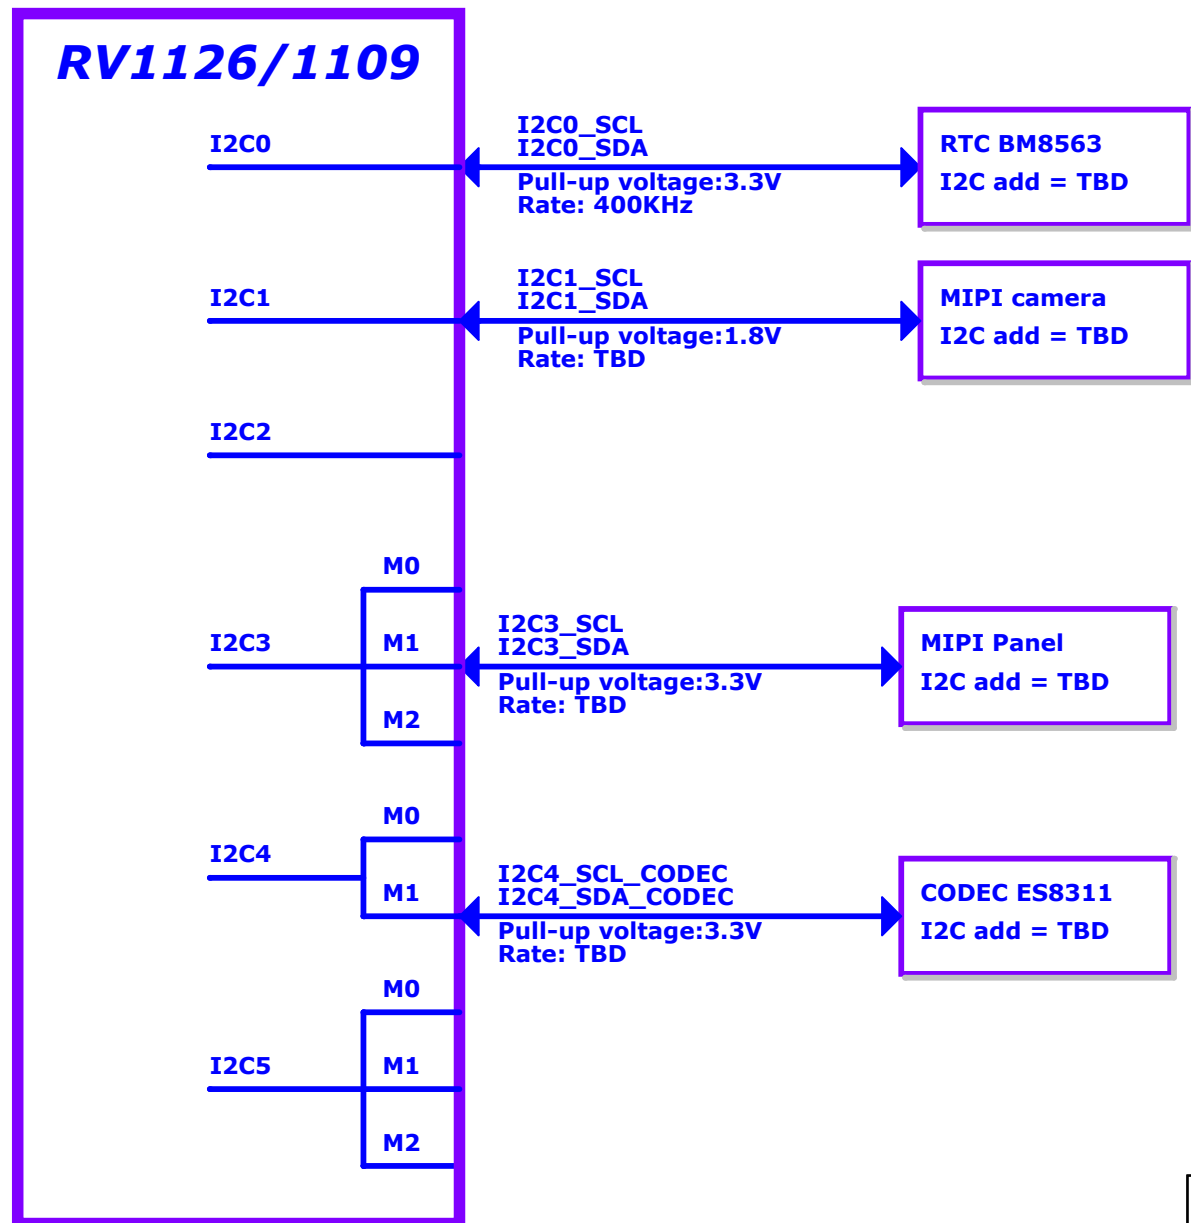 RV1126/1109
I2C0
I2C0_SCL
I2C0_SDA
Pull-up voltage:3.3V
Rate: 400KHz
RTC BM8563
I2C add = TBD
I2C1
I2C1_SCL
I2C1_SDA
Pull-up voltage:1.8V
Rate: TBD
MIPI camera
I2C add = TBD
I2C2
I2C3
M0
M1
M2
I2C3_SCL
I2C3_SDA
Pull-up voltage:3.3V
Rate: TBD
MIPI Panel
I2C add = TBD
I2C4
M0
M1
I2C4_SCL_CODEC
I2C4_SDA_CODEC
Pull-up voltage:3.3V
Rate: TBD
CODEC ES8311
I2C add = TBD
I2C5
M0
M1
M2